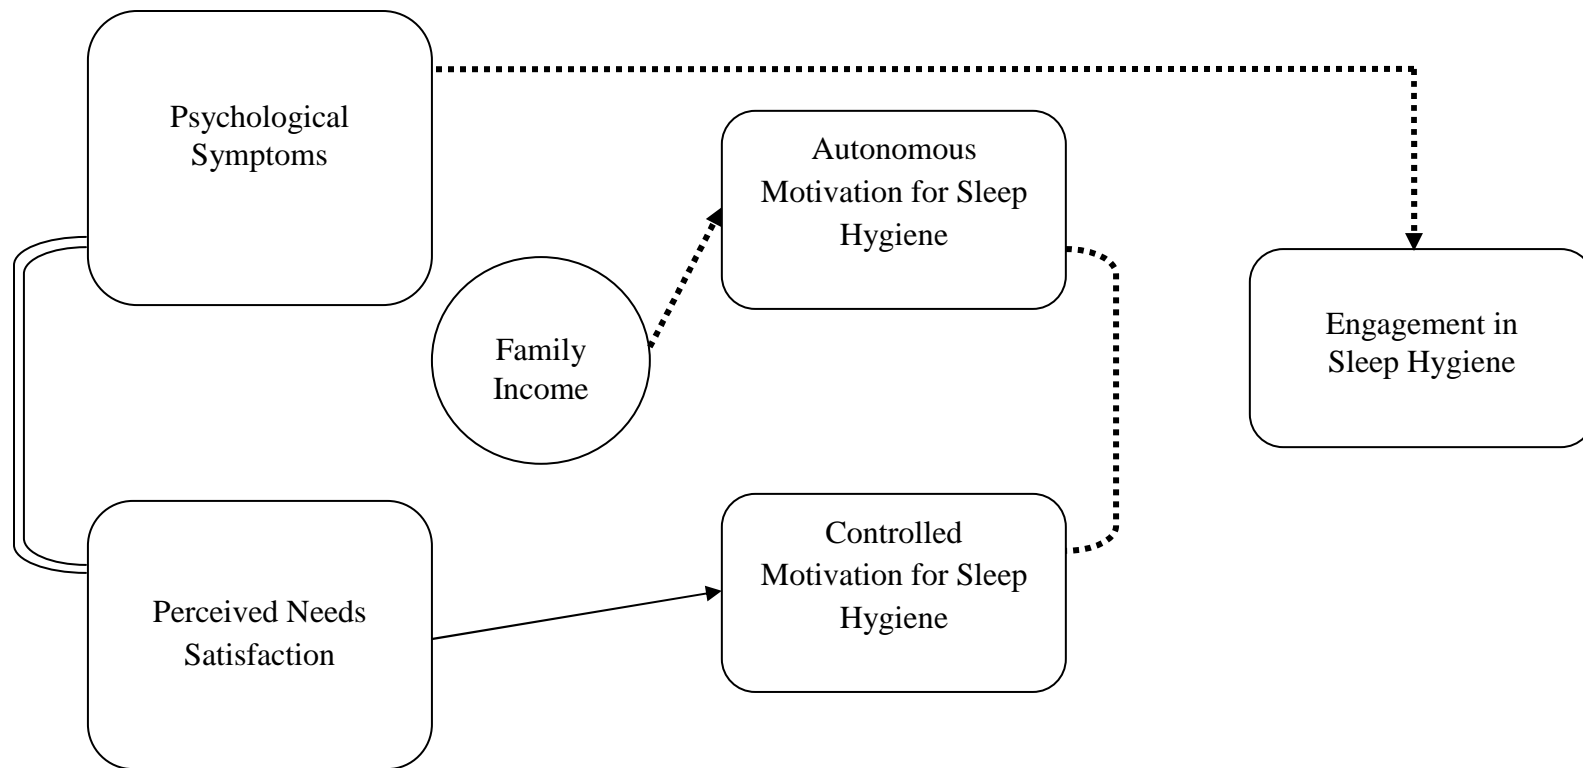 Psychological
Symptoms
Autonomous
Motivation for Sleep
Hygiene
Family
Income
Engagement in
Sleep Hygiene
Perceived Needs
Satisfaction
Controlled
Motivation for Sleep
Hygiene